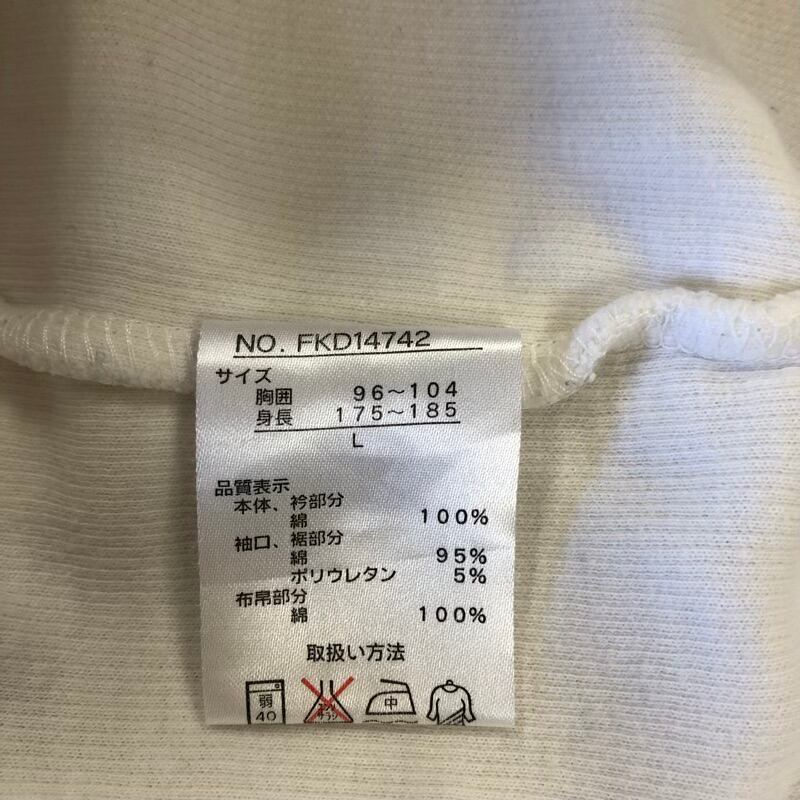 NO. FKD14742
サイズ
胸囲 96～104
身長 175～185
L
品質表示
本体、衿部分
綿 100%
袖口、裾部分
綿 95%
ポリウレタン 5%
布帛部分
綿 100%
取扱い方法
弱 中
40